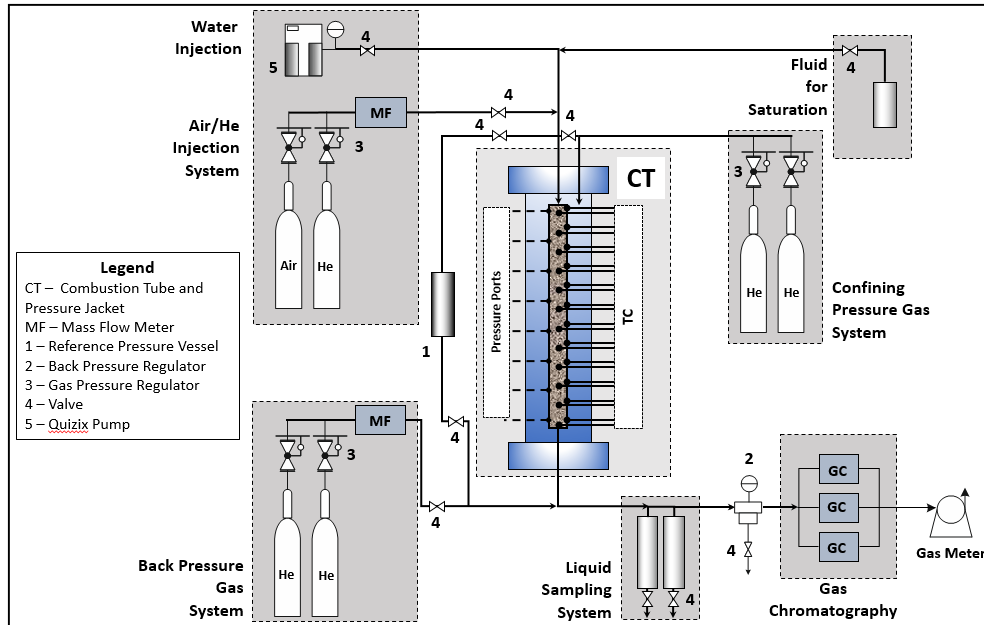 Water
Injection
5
4
4
Fluid
for
Saturation
Air/He
Injection
System
MF
3
4
4
4
Air
He
CT
3
He
He
Confining
Pressure Gas
System
Legend
CT – Combustion Tube and
Pressure Jacket
MF – Mass Flow Meter
1 – Reference Pressure Vessel
2 – Back Pressure Regulator
3 – Gas Pressure Regulator
4 – Valve
5 – Quizix Pump
1
Pressure Ports
TC
MF
3
4
4
He
He
Back Pressure
Gas
System
Liquid
Sampling
System
4
2
4
GC
GC
GC
Gas
Chromatography
Gas Meter